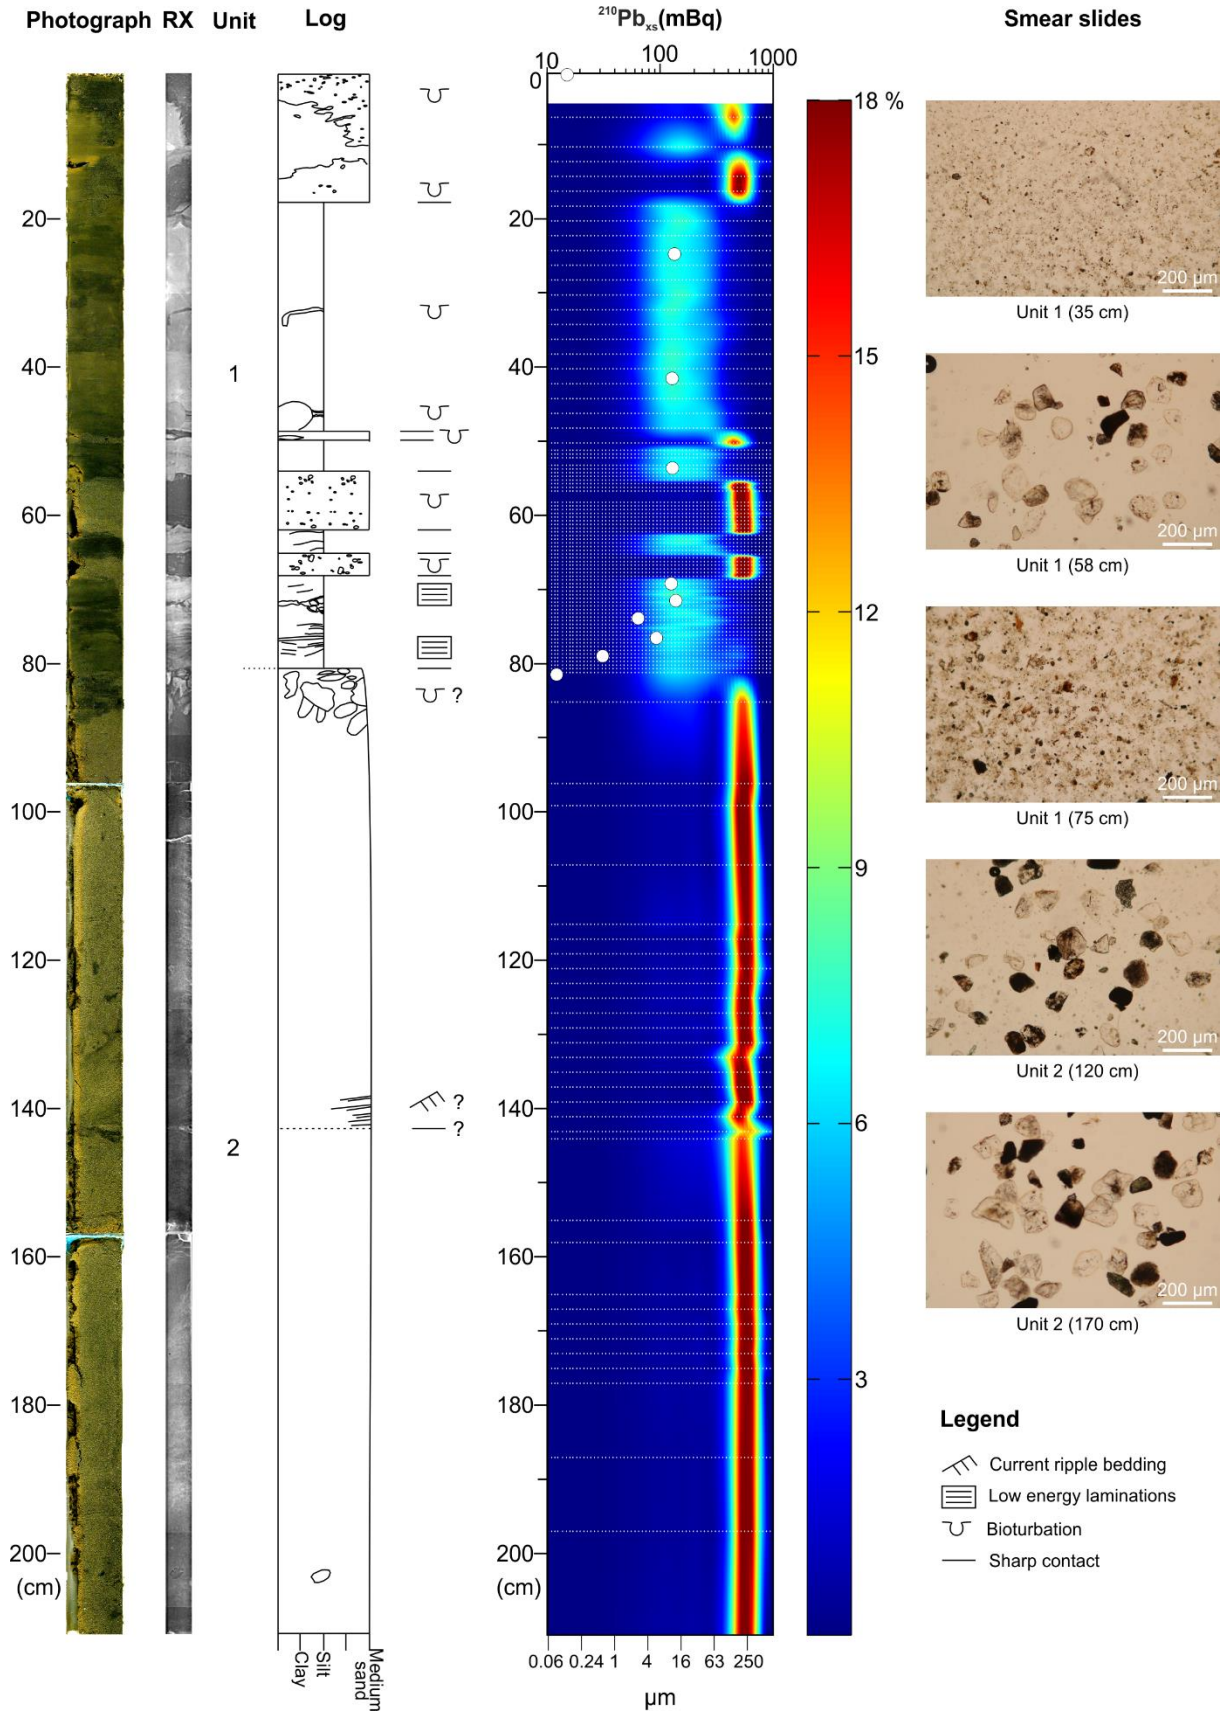 Photograph RX Unit Log ²¹⁰Pbₓₛ(mBq) Smear slides
10 100 1000
0
18 %
20 20
200 µm
Unit 1 (35 cm)
15
40 40
1
200 µm
Unit 1 (58 cm)
60 60
12
80 80
?
200 µm
Unit 1 (75 cm)
100 100
9
120 120
200 µm
Unit 2 (120 cm)
140 140
?
?
6
2
160 160
200 µm
Unit 2 (170 cm)
3
180 180
Legend
Current ripple bedding
Low energy laminations
Bioturbation
Sharp contact
200 200
(cm) (cm)
Clay
Silt
Medium
sand
0.06 0.24 1 4 16 63 250
µm